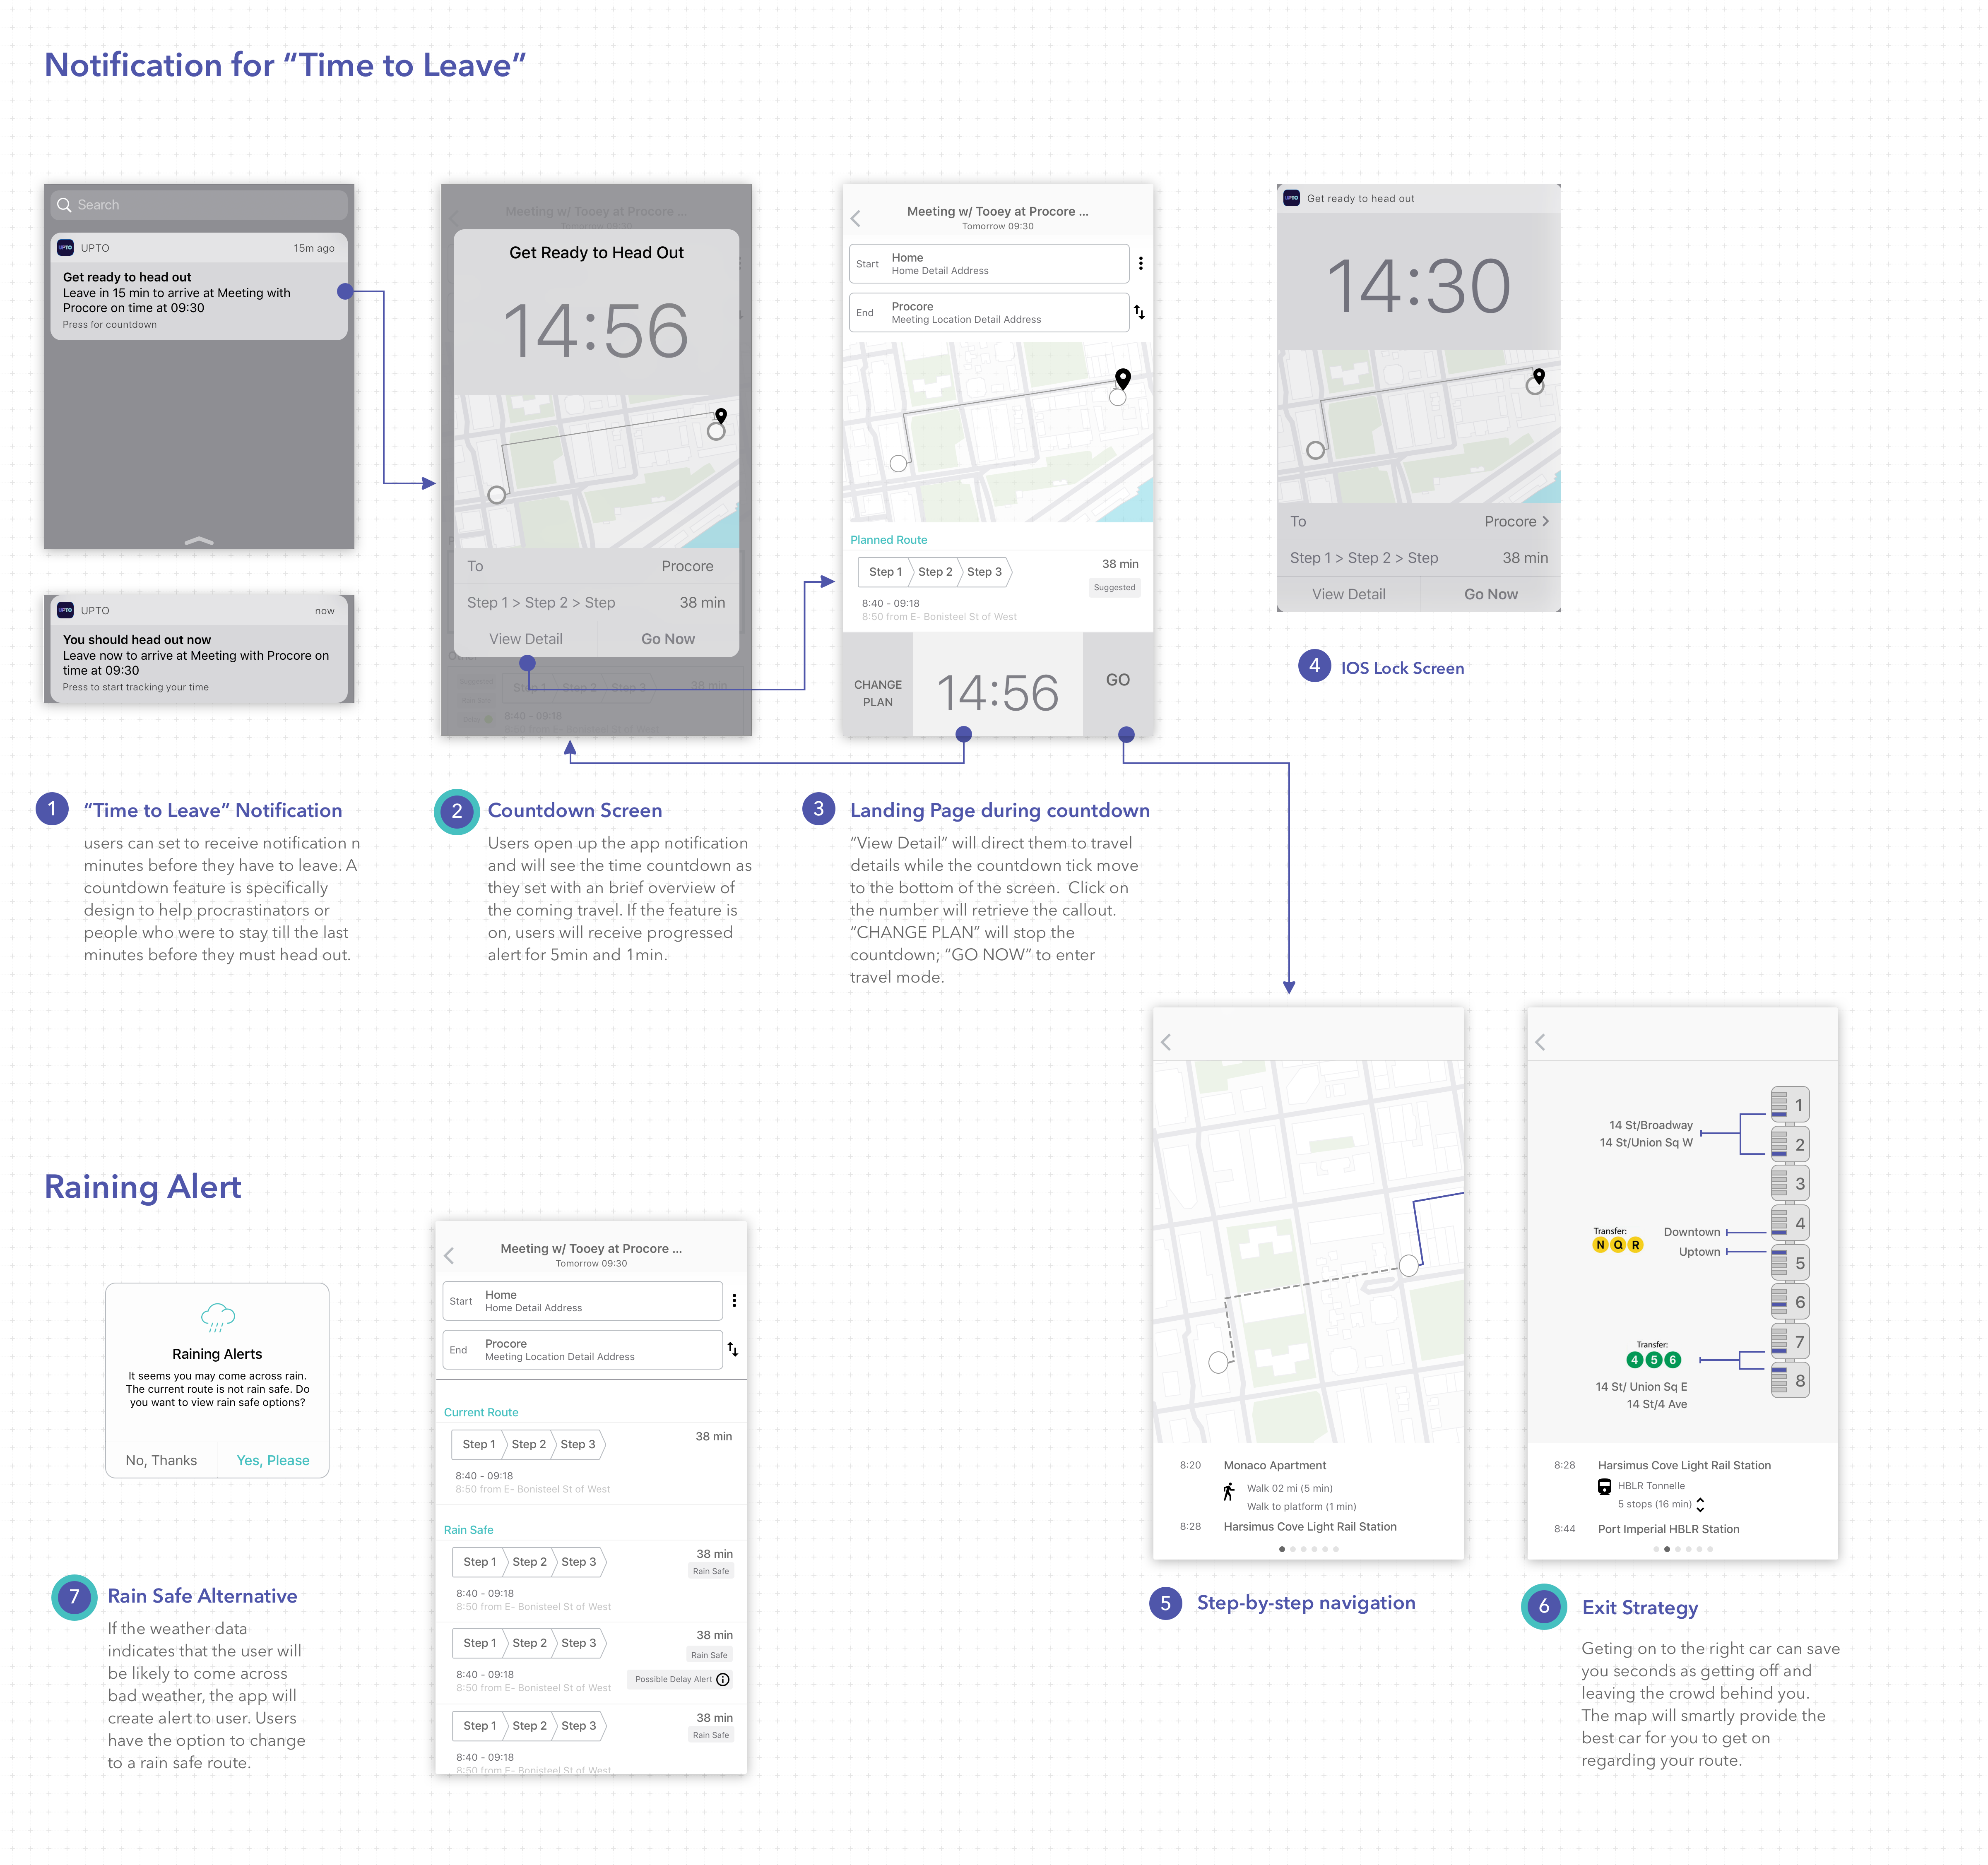 Notification for “Time to Leave”
Search
UPTO
15m ago
Get ready to head out
Leave in 15 min to arrive at Meeting with
Procore on time at 09:30
Press for countdown
UPTO
now
You should head out now
Leave now to arrive at Meeting with Procore on
time at 09:30
Press to start tracking your time
Meeting w/ Tooey at Procore ...
Tomorrow 09:30
Get Ready to Head Out
14:56
To
Procore
Step 1 > Step 2 > Step
38 min
View Detail
Go Now
Step 1
Step 2
Step 3
38 min
8:40 - 09:18
Meeting w/ Tooey at Procore ...
Tomorrow 09:30
Start
Home
Home Detail Address
End
Procore
Meeting Location Detail Address
Planned Route
Step 1
Step 2
Step 3
38 min
Suggested
8:40 - 09:18
8:50 from E- Bonisteel St of West
CHANGE
PLAN
14:56
GO
UPTO
Get ready to head out
14:30
To
Procore >
Step 1 > Step 2 > Step
38 min
View Detail
Go Now
4
IOS Lock Screen
1
“Time to Leave” Notification
users can set to receive notification n
minutes before they have to leave. A
countdown feature is specifically
design to help procrastinators or
people who were to stay till the last
minutes before they must head out.
2
Countdown Screen
Users open up the app notification
and will see the time countdown as
they set with an brief overview of
the coming travel. If the feature is
on, users will receive progressed
alert for 5min and 1min.
3
Landing Page during countdown
“View Detail” will direct them to travel
details while the countdown tick move
to the bottom of the screen. Click on
the number will retrieve the callout.
“CHANGE PLAN” will stop the
countdown; “GO NOW” to enter
travel mode.
Raining Alert
Raining Alerts
It seems you may come across rain.
The current route is not rain safe. Do
you want to view rain safe options?
No, Thanks
Yes, Please
7
Rain Safe Alternative
If the weather data
indicates that the user will
be likely to come across
bad weather, the app will
create alert to user. Users
have the option to change
to a rain safe route.
Meeting w/ Tooey at Procore ...
Tomorrow 09:30
Start
Home
Home Detail Address
End
Procore
Meeting Location Detail Address
Current Route
Step 1
Step 2
Step 3
38 min
8:40 - 09:18
8:50 from E- Bonisteel St of West
Rain Safe
Step 1
Step 2
Step 3
38 min
Rain Safe
8:40 - 09:18
8:50 from E- Bonisteel St of West
Step 1
Step 2
Step 3
38 min
Rain Safe
8:40 - 09:18
Possible Delay Alert
8:50 from E- Bonisteel St of West
Step 1
Step 2
Step 3
38 min
Rain Safe
8:40 - 09:18
8:50 from E- Bonisteel St of West
8:20
Monaco Apartment
Walk 02 mi (5 min)
Walk to platform (1 min)
8:28
Harsimus Cove Light Rail Station
5
Step-by-step navigation
14 St/Broadway
14 St/Union Sq W
1
2
3
Transfer:
N Q R
Downtown
Uptown
4
5
6
Transfer:
4 5 6
14 St/ Union Sq E
14 St/4 Ave
7
8
8:28
Harsimus Cove Light Rail Station
HBLR Tonnelle
5 stops (16 min)
8:44
Port Imperial HBLR Station
6
Exit Strategy
Geting on to the right car can save
you seconds as getting off and
leaving the crowd behind you.
The map will smartly provide the
best car for you to get on
regarding your route.